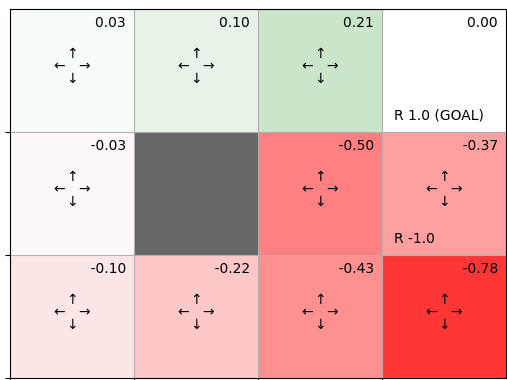 0.03 0.10 0.21 0.00
↑ ↑ ↑
← → ← → ← →
↓ ↓ ↓
R 1.0 (GOAL)
-0.03 -0.50 -0.37
↑ ↑ ↑
← → ← → ← →
↓ ↓ ↓
R -1.0
-0.10 -0.22 -0.43 -0.78
↑ ↑ ↑ ↑
← → ← → ← → ← →
↓ ↓ ↓ ↓